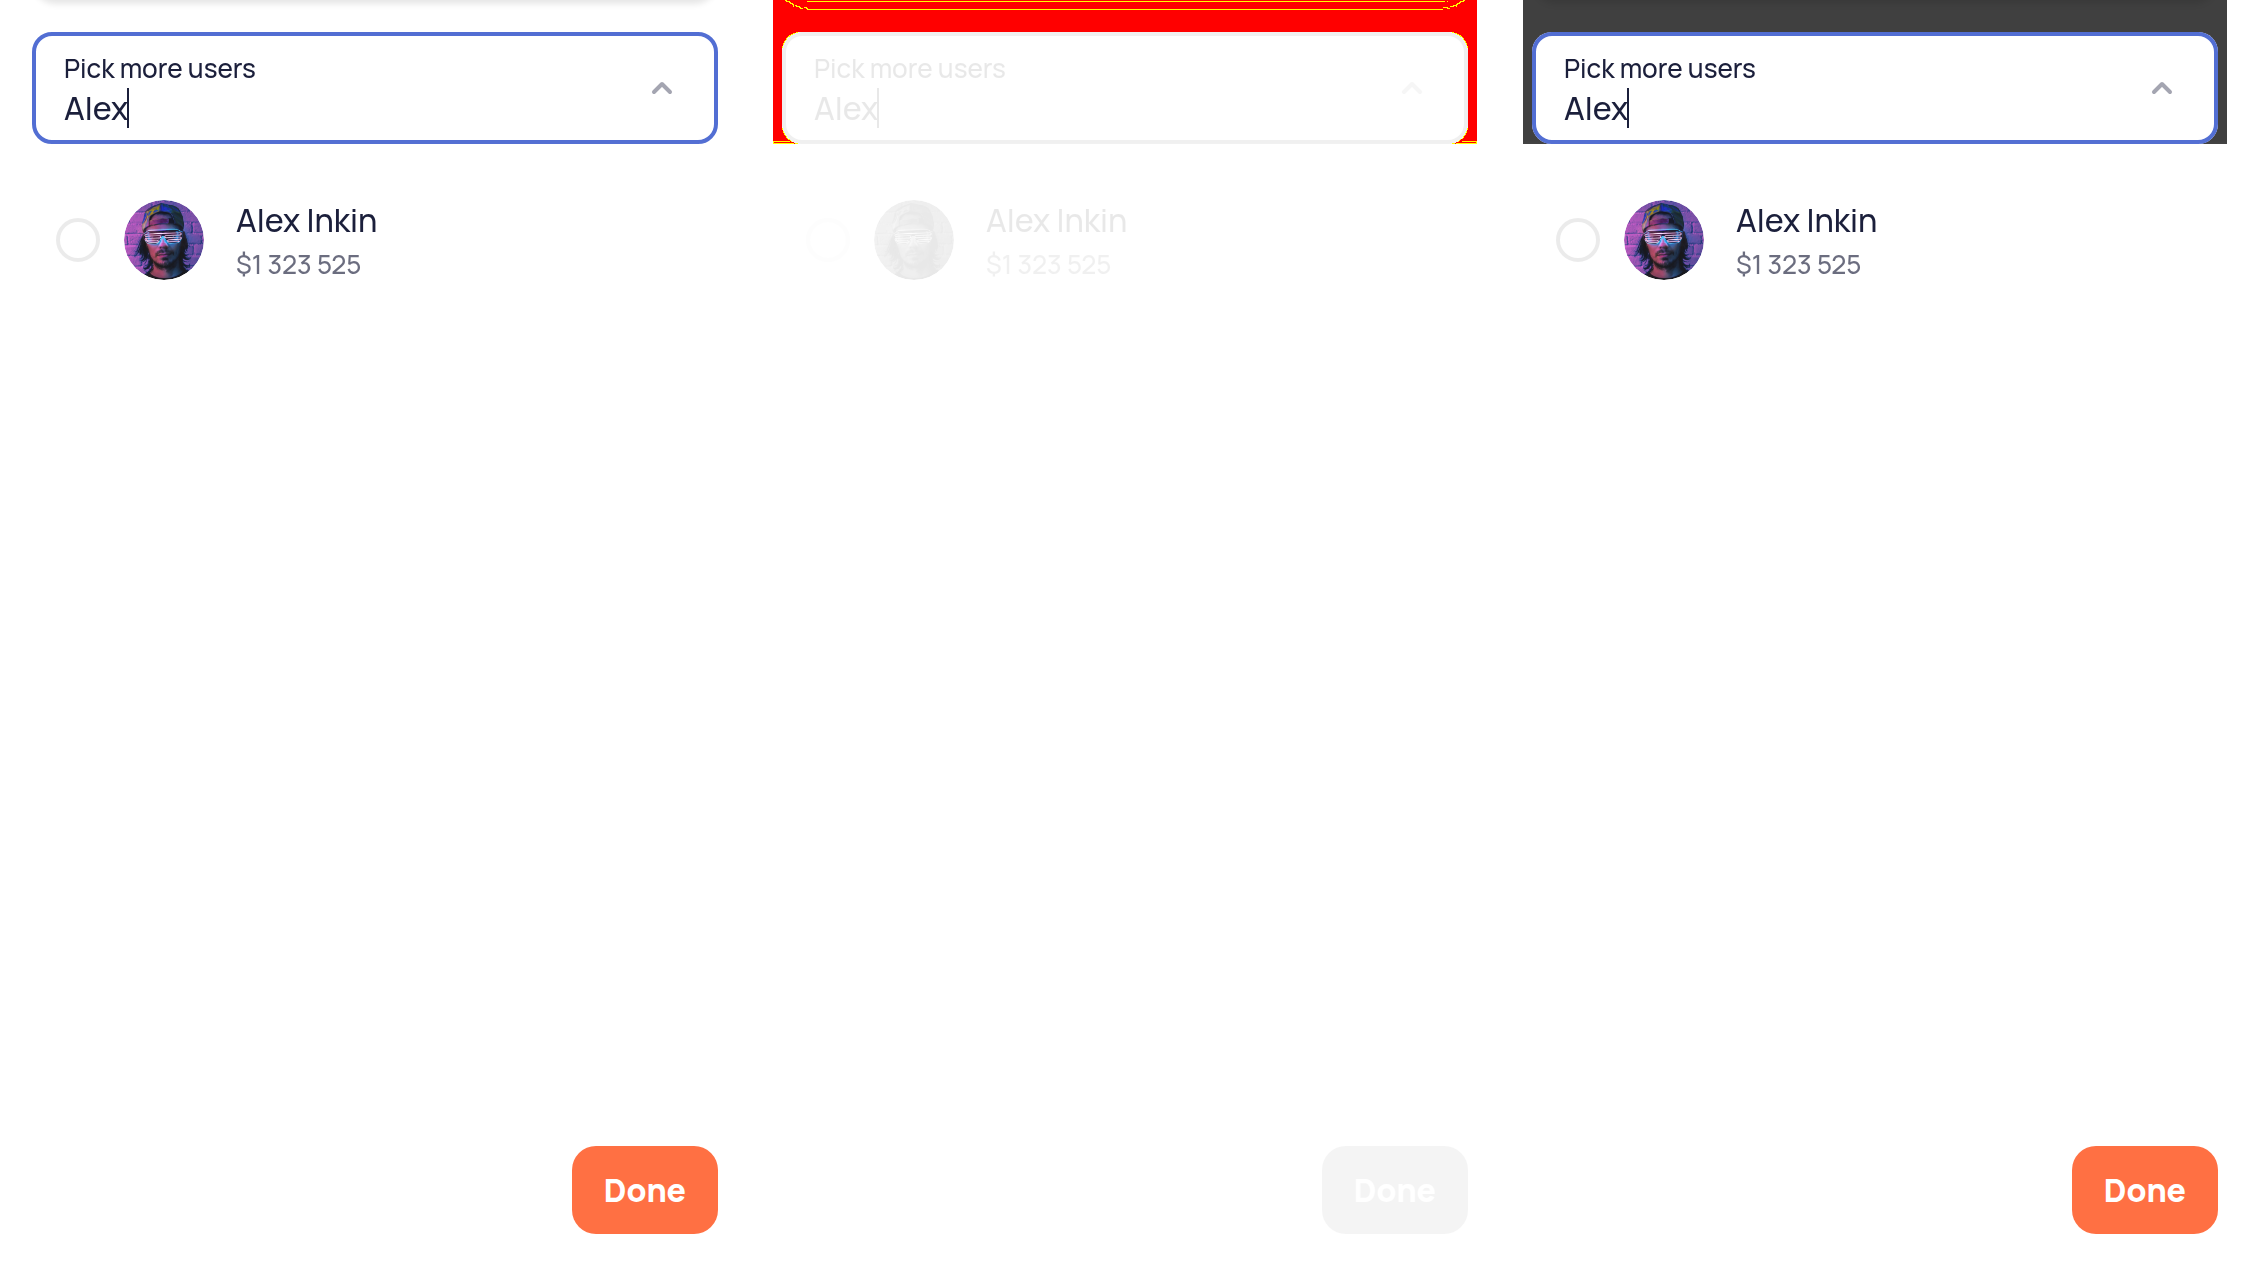 Pick more users
Alex
Alex Inkin
$1 323 525
Done
Pick more users
Alex
Alex Inkin
$1 323 525
Done
Pick more users
Alex
Alex Inkin
$1 323 525
Done